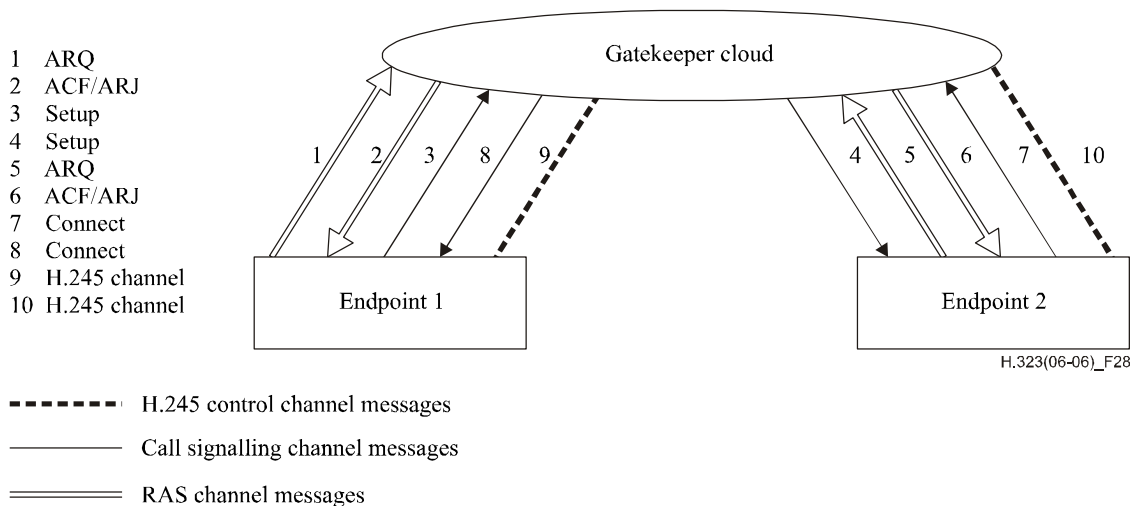 Gatekeeper cloud
1 ARQ
2 ACF/ARJ
3 Setup
4 Setup
5 ARQ
6 ACF/ARJ
7 Connect
8 Connect
9 H.245 channel
10 H.245 channel
1 2 3 8 9 4 5 6 7 10
Endpoint 1
Endpoint 2
H.323(06-06)_F28
H.245 control channel messages
Call signalling channel messages
RAS channel messages